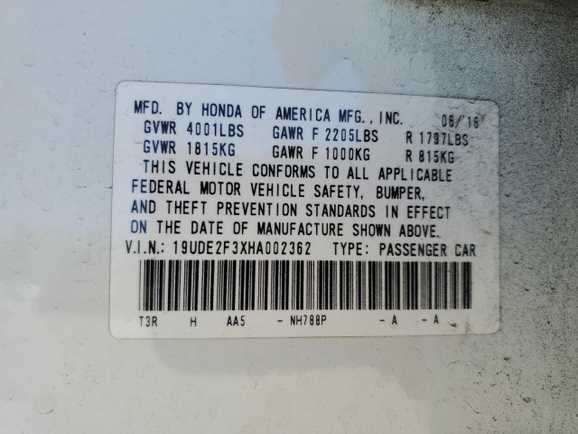 MFD. BY HONDA OF AMERICA MFG., INC. 06/'16
GVWR 4001LBS GAWR F 2205LBS R 1797LBS
GVWR 1815KG GAWR F 1000KG R 815KG
THIS VEHICLE CONFORMS TO ALL APPLICABLE
FEDERAL MOTOR VEHICLE SAFETY, BUMPER,
AND THEFT PREVENTION STANDARDS IN EFFECT
ON THE DATE OF MANUFACTURE SHOWN ABOVE.
V.I.N.: 19UDE2F3XHA002362 TYPE: PASSENGER CAR
T3R H AA5 - NH788P - A - A